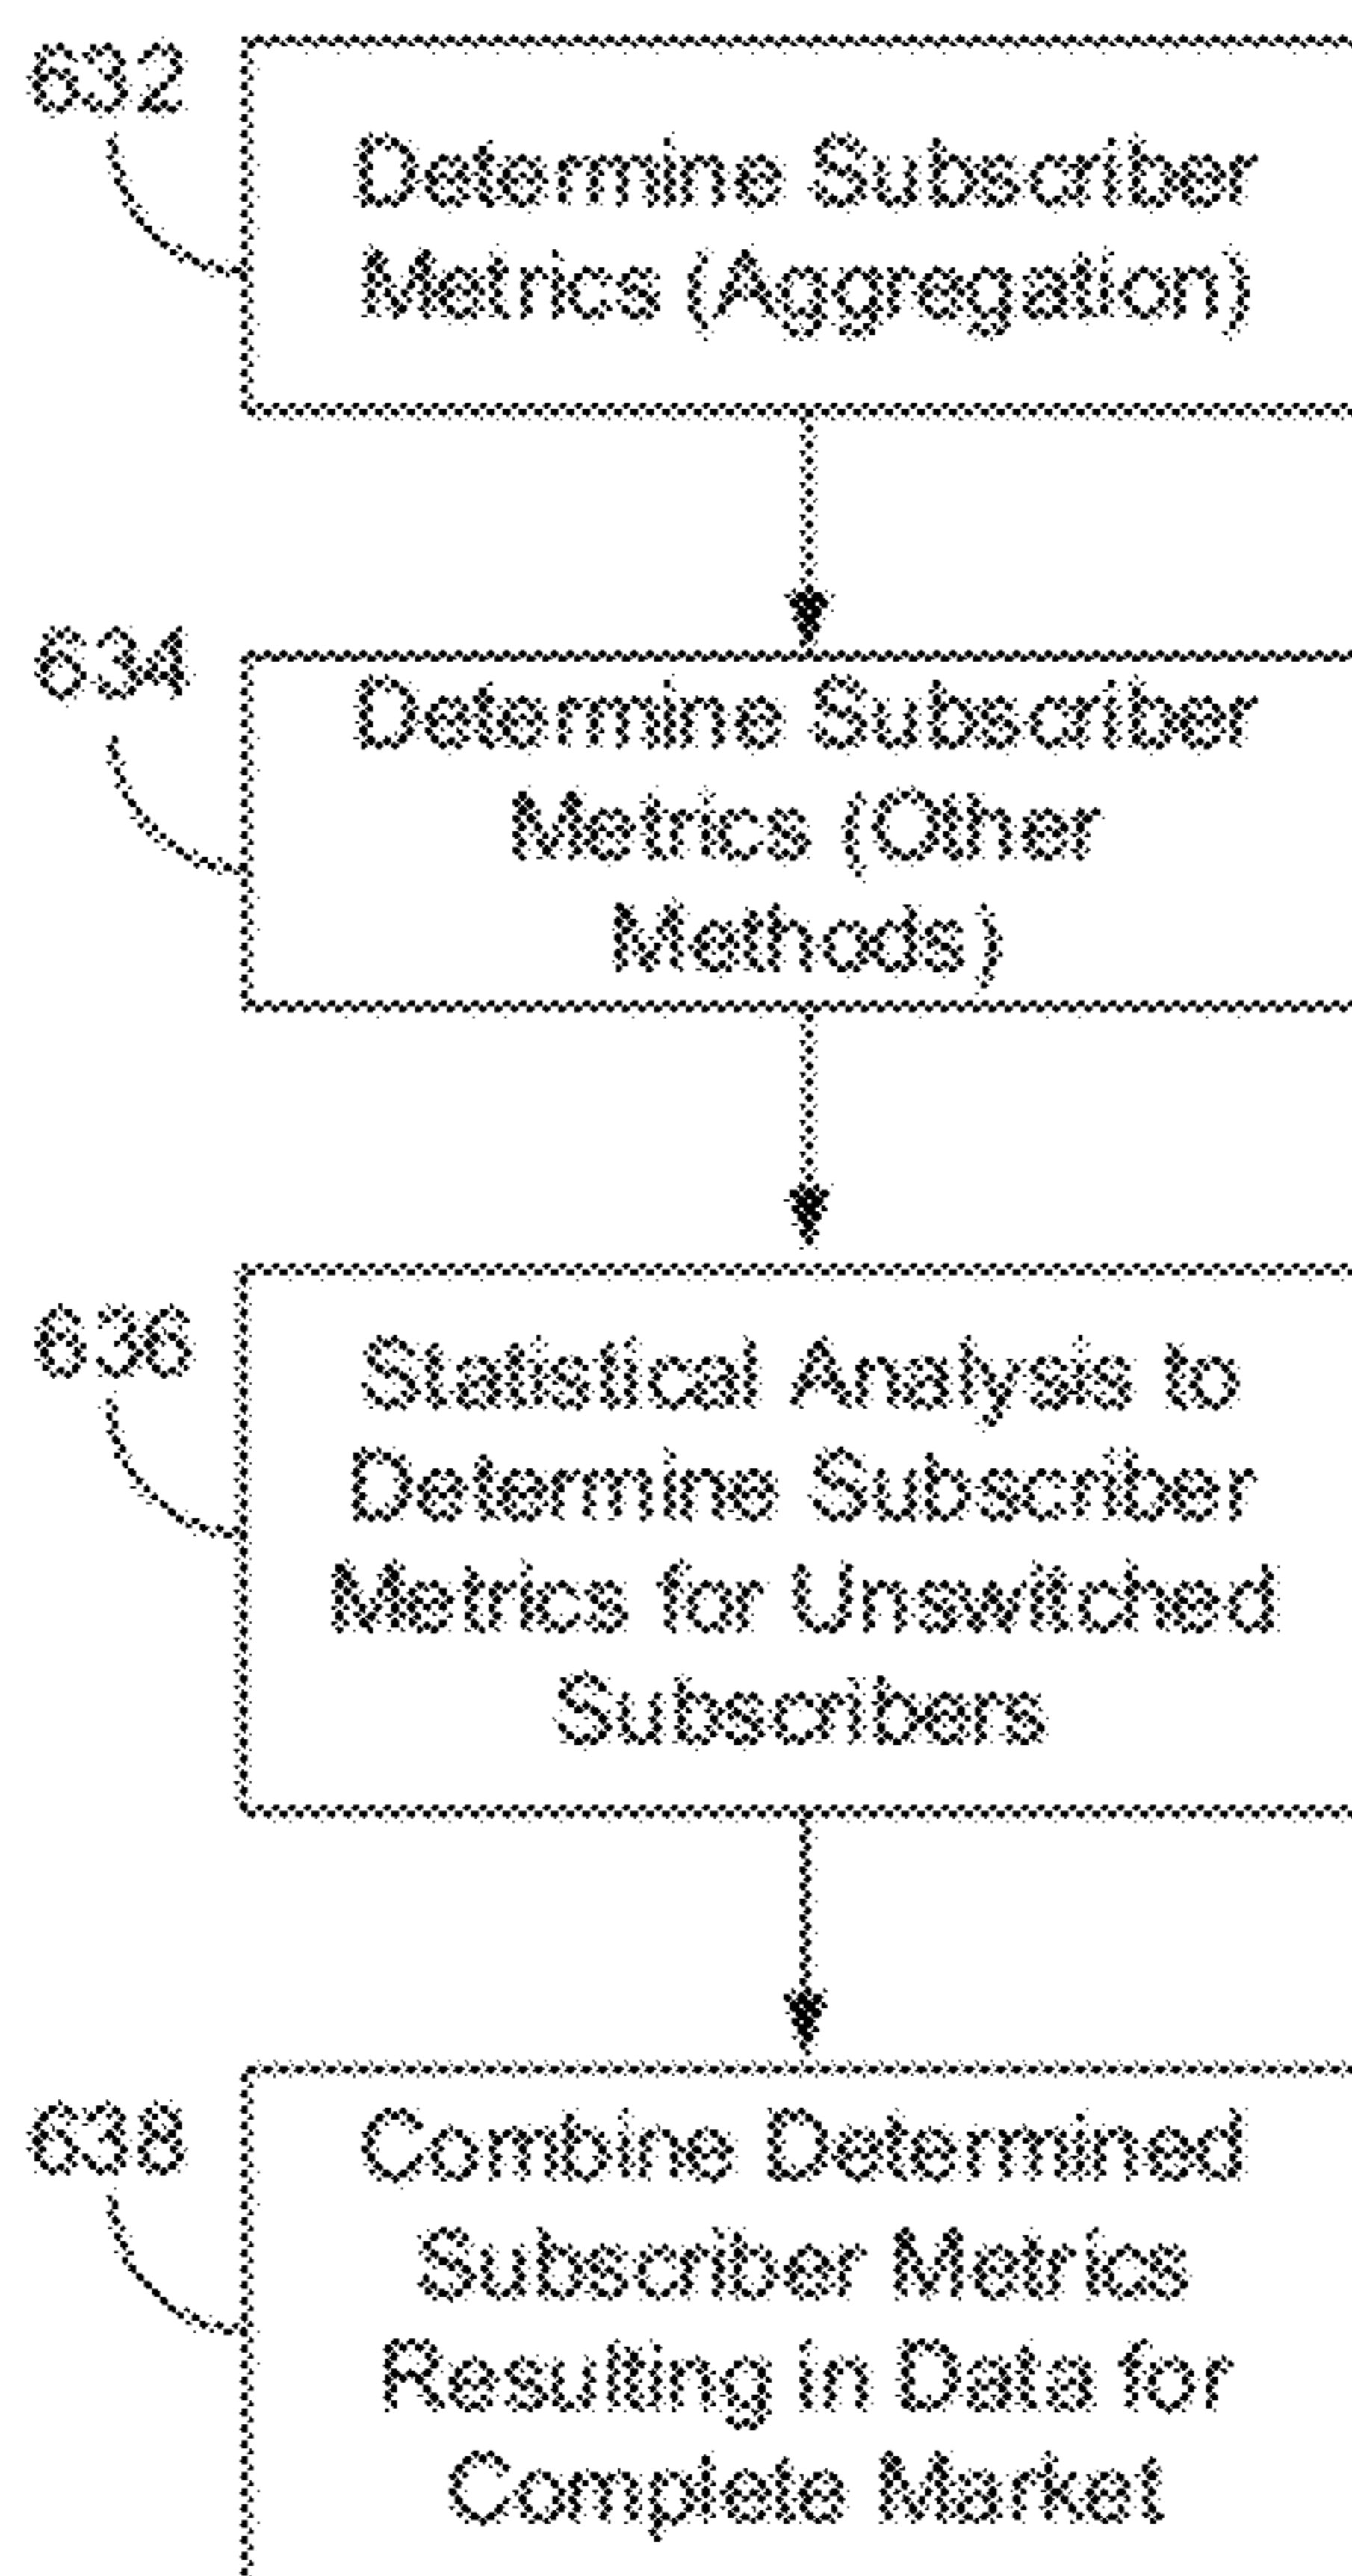 632
Determine Subscriber
Metrics (Aggregation)
634
Determine Subscriber
Metrics (Other
Methods)
636
Statistical Analysis to
Determine Subscriber
Metrics for Unswitched
Subscribers
638
Combine Determined
Subscriber Metrics
Resulting in Data for
Complete Market